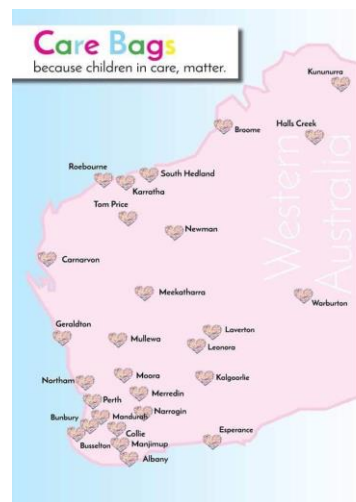 Care Bags
because children in care, matter.
Kununurra
Halls Creek
Broome
Roebourne
South Hedland
Karratha
Tom Price
Newman
Western
Australia
Carnarvon
Meekatharra
Warburton
Geraldton
Laverton
Mullewa
Leonora
Moora
Kalgoorlie
Northam
Merredin
Perth
Narrogin
Mandurah
Bunbury
Collie
Esperance
Busselton
Manjimup
Albany